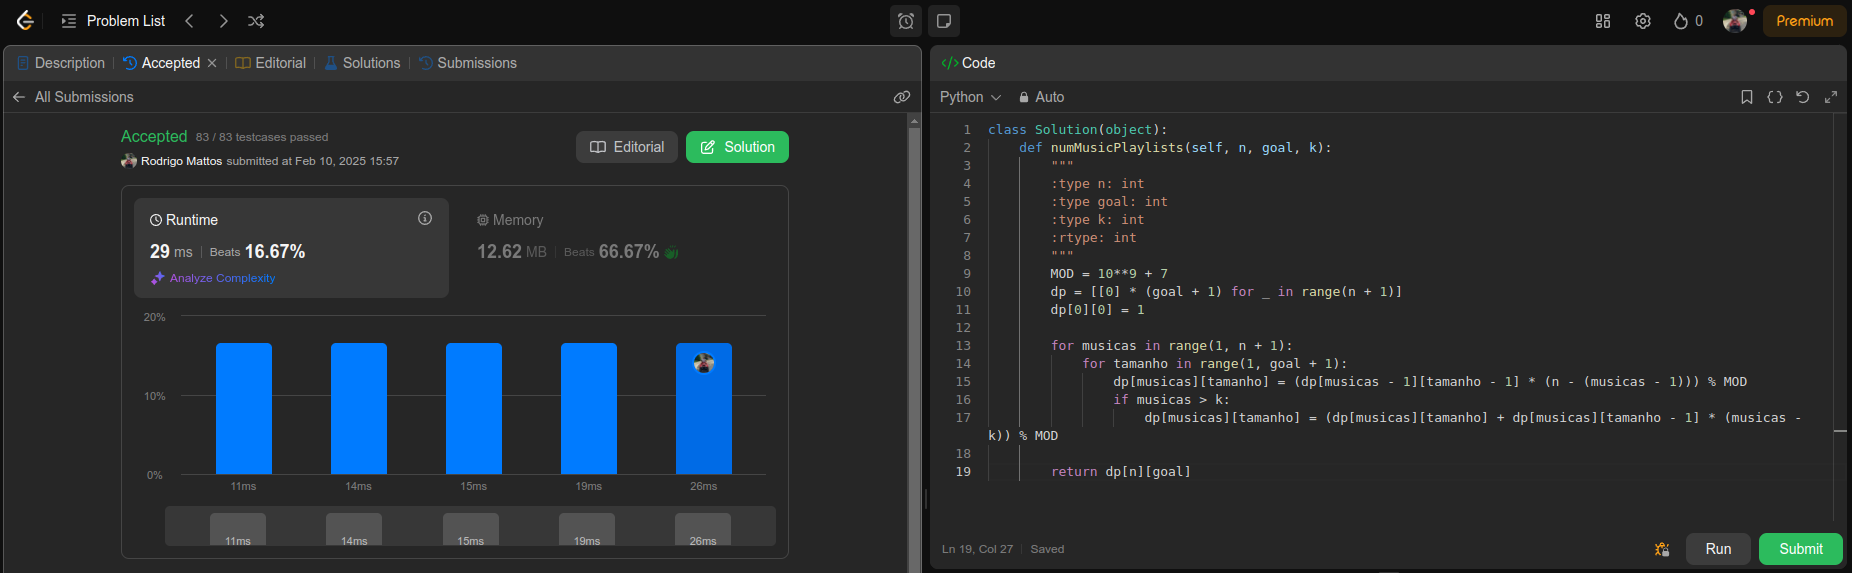 Problem List
0
Premium
Description
Accepted
Editorial
Solutions
Submissions
All Submissions
Accepted 83 / 83 testcases passed
Rodrigo Mattos submitted at Feb 10, 2025 15:57
Editorial
Solution
Runtime
29 ms | Beats 16.67%
Analyze Complexity
Memory
12.62 MB | Beats 66.67%
20%
10%
0%
11ms
14ms
15ms
19ms
26ms
11ms
14ms
15ms
19ms
26ms
</> Code
Python
Auto
1 class Solution(object):
2     def numMusicPlaylists(self, n, goal, k):
3         """
4         :type n: int
5         :type goal: int
6         :type k: int
7         :rtype: int
8         """
9         MOD = 10**9 + 7
10         dp = [[0] * (goal + 1) for _ in range(n + 1)]
11         dp[0][0] = 1
12
13         for musicas in range(1, n + 1):
14             for tamanho in range(1, goal + 1):
15                 dp[musicas][tamanho] = (dp[musicas - 1][tamanho - 1] * (n - (musicas - 1))) % MOD
16                 if musicas > k:
17                     dp[musicas][tamanho] = (dp[musicas][tamanho] + dp[musicas][tamanho - 1] * (musicas -
k)) % MOD
18
19         return dp[n][goal]
Ln 19, Col 27 | Saved
Run
Submit